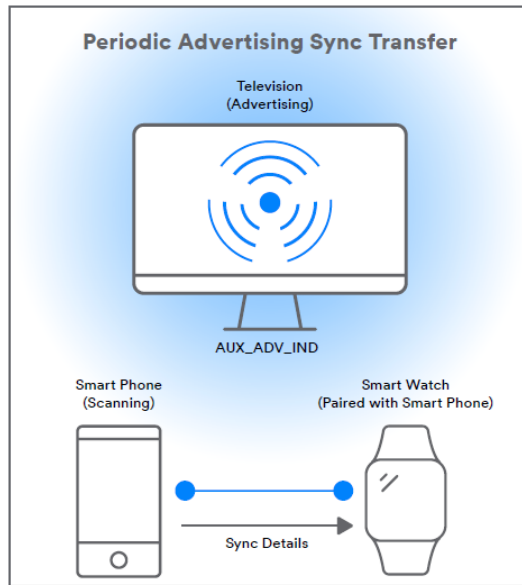 Periodic Advertising Sync Transfer
Television
(Advertising)
AUX_ADV_IND
Smart Phone
(Scanning)
Smart Watch
(Paired with Smart Phone)
Sync Details